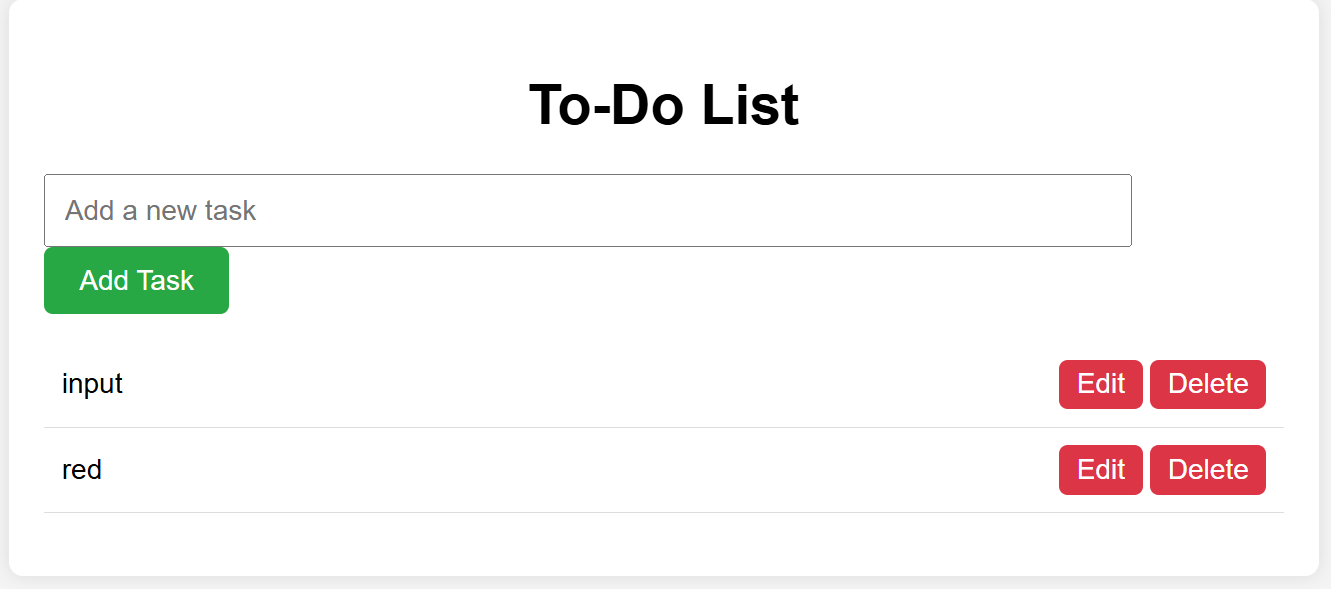 To-Do List
Add a new task
Add Task
input Edit Delete
red Edit Delete